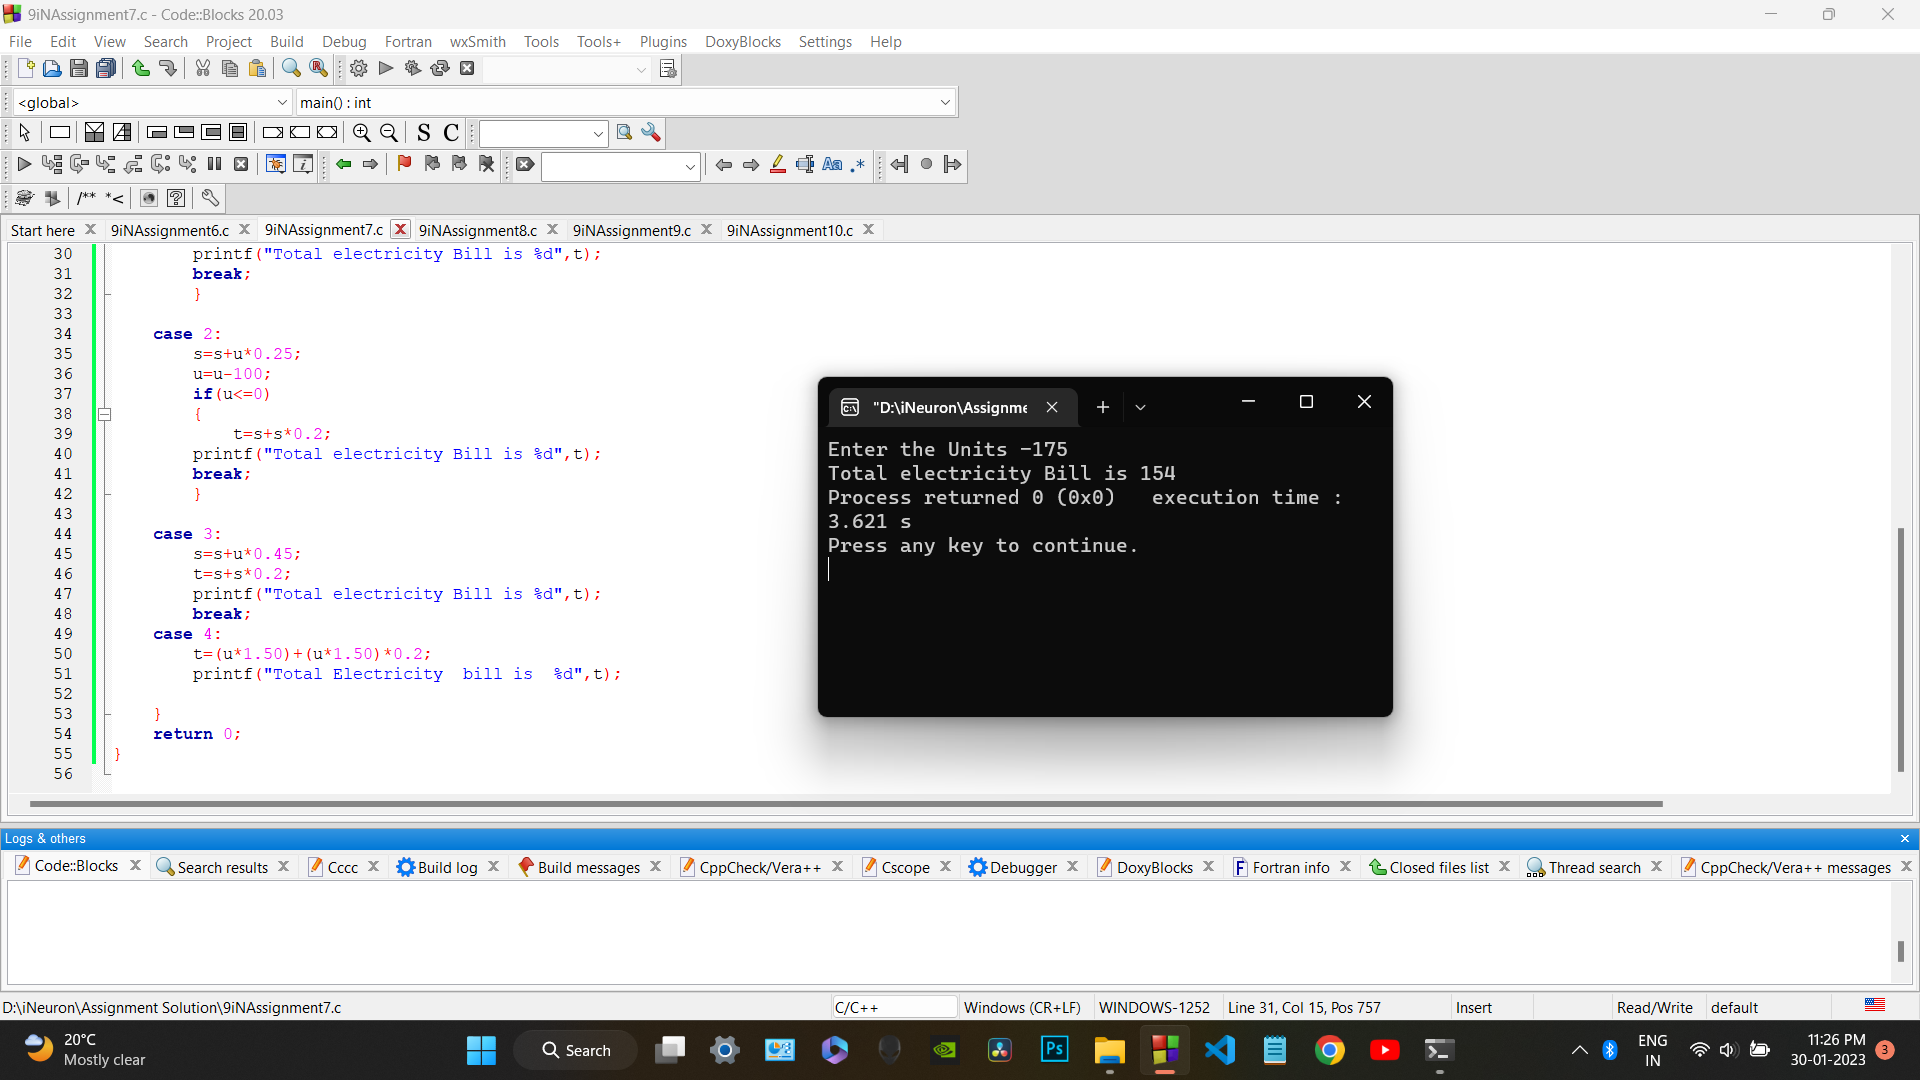 9iNAssignment7.c - Code::Blocks 20.03
File Edit View Search Project Build Debug Fortran wxSmith Tools Tools+ Plugins DoxyBlocks Settings Help
<global> main() : int
S C
Aa .*
/** *<
Start here 9iNAssignment6.c 9iNAssignment7.c 9iNAssignment8.c 9iNAssignment9.c 9iNAssignment10.c
30 printf("Total electricity Bill is %d",t);
31 break;
32 }
33
34 case 2:
35 s=s+u*0.25;
36 u=u-100;
37 if(u<=0)
38 {
39 t=s+s*0.2;
40 printf("Total electricity Bill is %d",t);
41 break;
42 }
43
44 case 3:
45 s=s+u*0.45;
46 t=s+s*0.2;
47 printf("Total electricity Bill is %d",t);
48 break;
49 case 4:
50 t=(u*1.50)+(u*1.50)*0.2;
51 printf("Total Electricity  bill is  %d",t);
52
53 }
54 return 0;
55 }
56
"D:\iNeuron\Assignme
Enter the Units -175
Total electricity Bill is 154
Process returned 0 (0x0)   execution time :
3.621 s
Press any key to continue.
Logs & others
Code::Blocks Search results Cccc Build log Build messages CppCheck/Vera++ Cscope Debugger DoxyBlocks Fortran info Closed files list Thread search CppCheck/Vera++ messages
D:\iNeuron\Assignment Solution\9iNAssignment7.c C/C++ Windows (CR+LF) WINDOWS-1252 Line 31, Col 15, Pos 757 Insert Read/Write default
20°C
Mostly clear
Search
Ps
ENG
IN
11:26 PM
30-01-2023
3